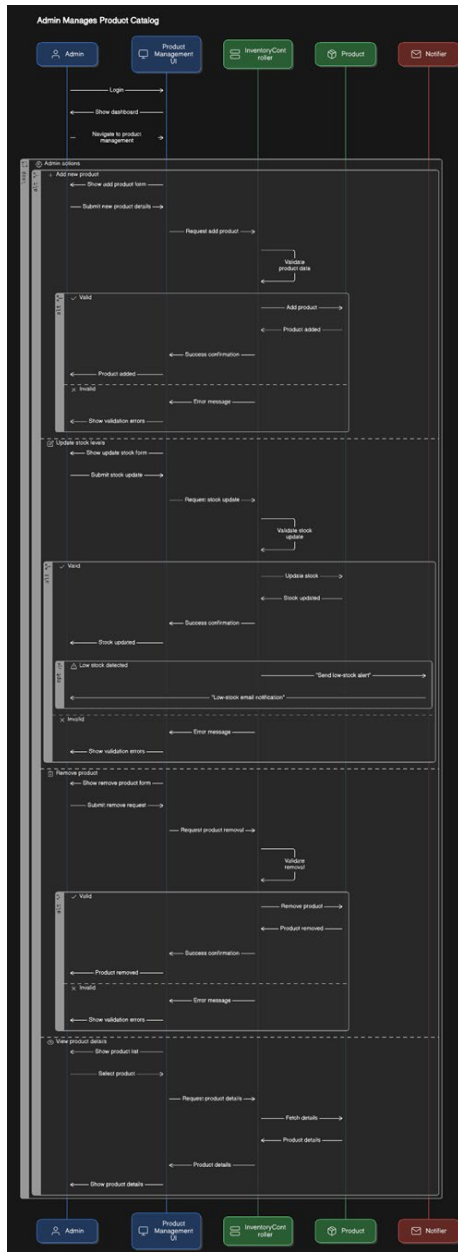 Admin Manages Product Catalog
Admin
Product
Management
UI
InventoryCont
roller
Product
Notifier
Login
Show dashboard
Navigate to product
management
loop
Admin actions
alt
Add new product
Show add product form
Submit new product details
Request add product
Validate
product data
alt
Valid
Add product
Product added
Success confirmation
Product added
Invalid
Error message
Show validation errors
Update stock levels
Show update stock form
Submit stock update
Request stock update
Validate stock
update
alt
Valid
Update stock
Stock updated
Success confirmation
Stock updated
opt
Low stock detected
"Send low-stock alert"
"Low-stock email notification"
Invalid
Error message
Show validation errors
Remove product
Show remove product form
Submit remove request
Request product removal
Validate
removal
alt
Valid
Remove product
Product removed
Success confirmation
Product removed
Invalid
Error message
Show validation errors
View product details
Show product list
Select product
Request product details
Fetch details
Product details
Product details
Show product details
Admin
Product
Management
UI
InventoryCont
roller
Product
Notifier